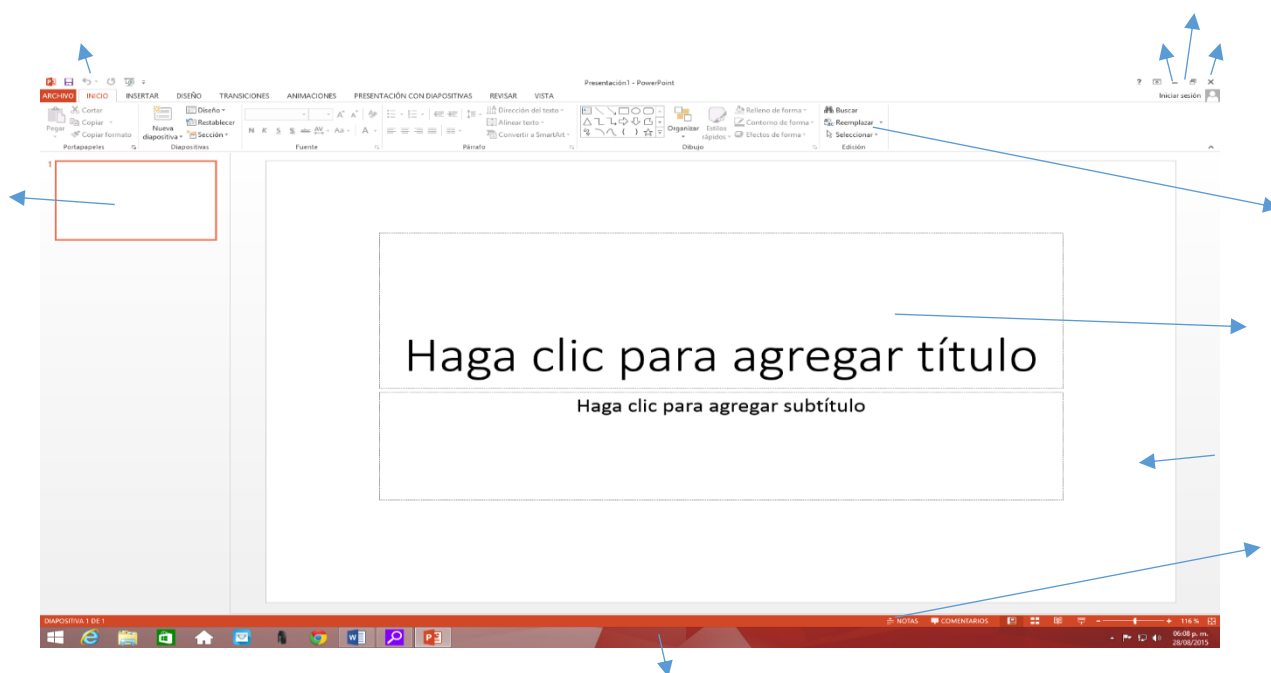 Presentación1 - PowerPoint
?
ARCHIVO INICIO INSERTAR DISEÑO TRANSICIONES ANIMACIONES PRESENTACIÓN CON DIAPOSITIVAS REVISAR VISTA Iniciar sesión
Cortar Diseño Dirección del texto Relleno de forma Buscar
Copiar Restablecer Alinear texto Contorno de forma Reemplazar
Pegar Copiar formato Nueva diapositiva Sección N K S S abc AV Aa A Convertir a SmartArt Organizar Estilos rápidos Efectos de forma Seleccionar
Portapapeles Diapositivas Fuente Párrafo Dibujo Edición
1
Haga clic para agregar título
Haga clic para agregar subtítulo
DIAPOSITIVA 1 DE 1 NOTAS COMENTARIOS 116 %
06:08 p. m.
28/08/2015